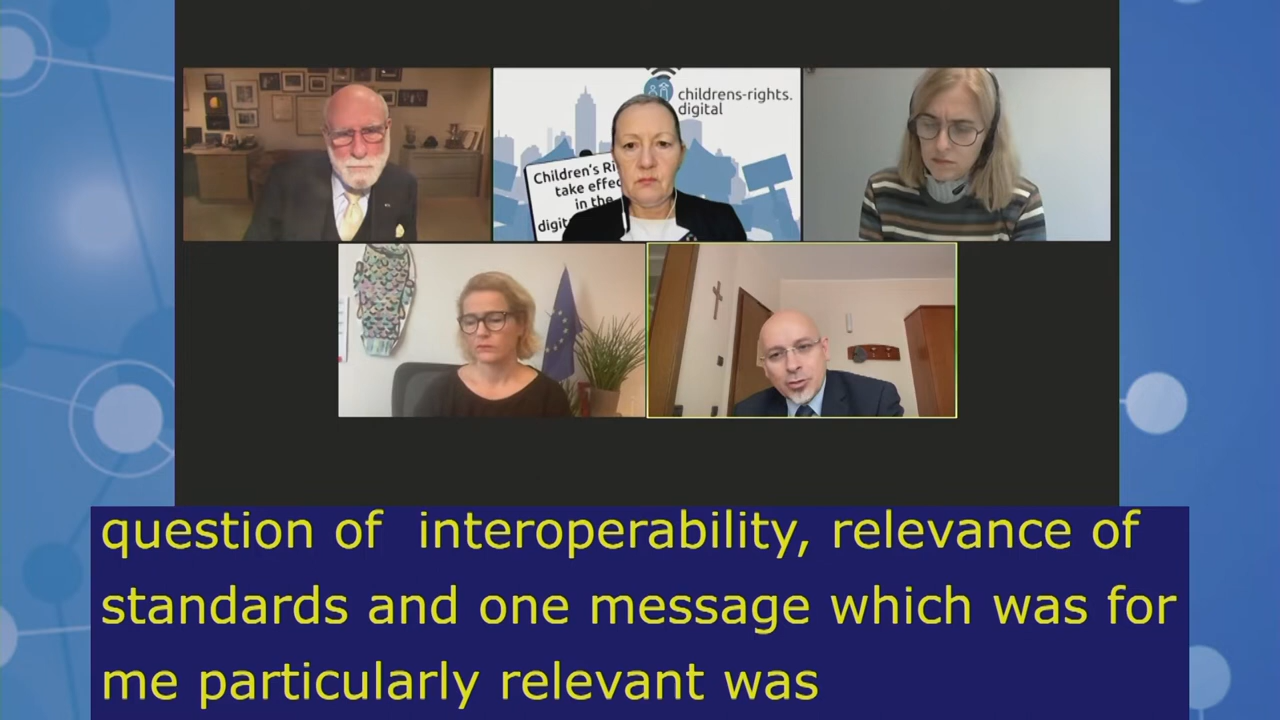 childrens-rights.
digital
Children's Ri
take effec
in the
digit
question of  interoperability, relevance of
standards and one message which was for
me particularly relevant was